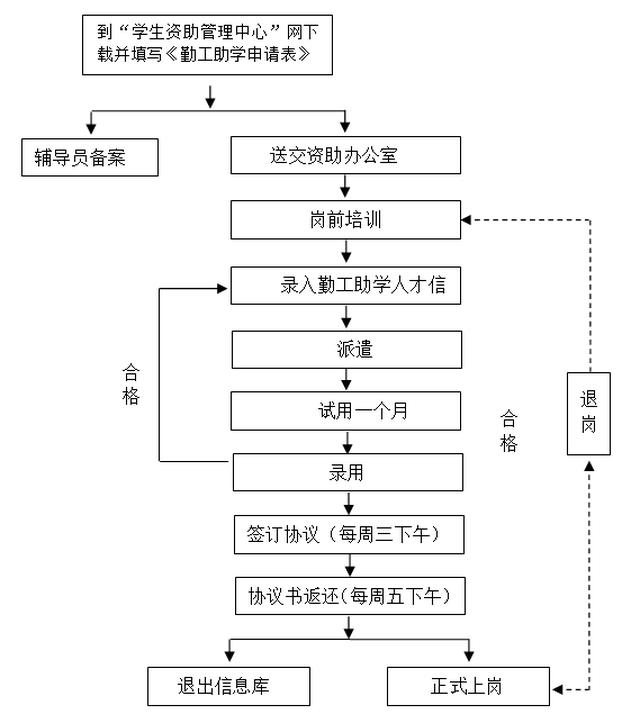 到“学生资助管理中心”网下
载并填写《勤工助学申请表》
辅导员备案
送交资助办公室
岗前培训
录入勤工助学人才信
派遣
合格
试用一个月
合格
退岗
录用
签订协议（每周三下午）
协议书返还（每周五下午）
退出信息库
正式上岗